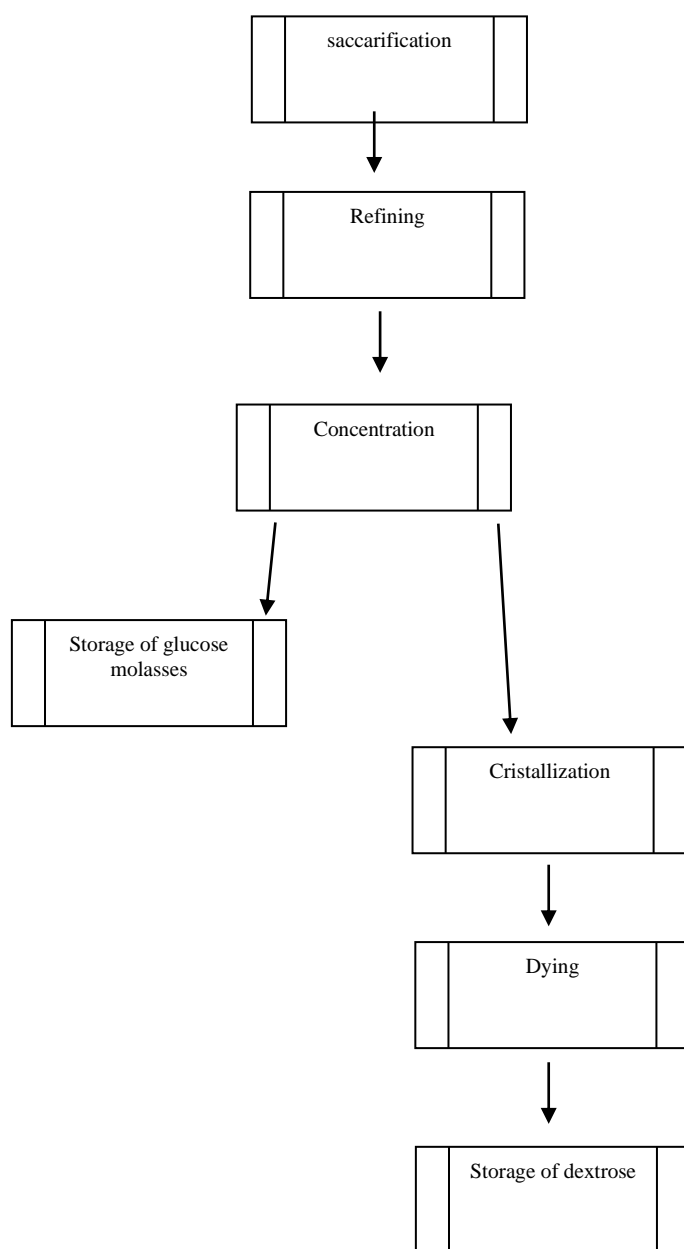 saccarification
Refining
Concentration
Storage of glucose
molasses
Cristallization
Dying
Storage of dextrose